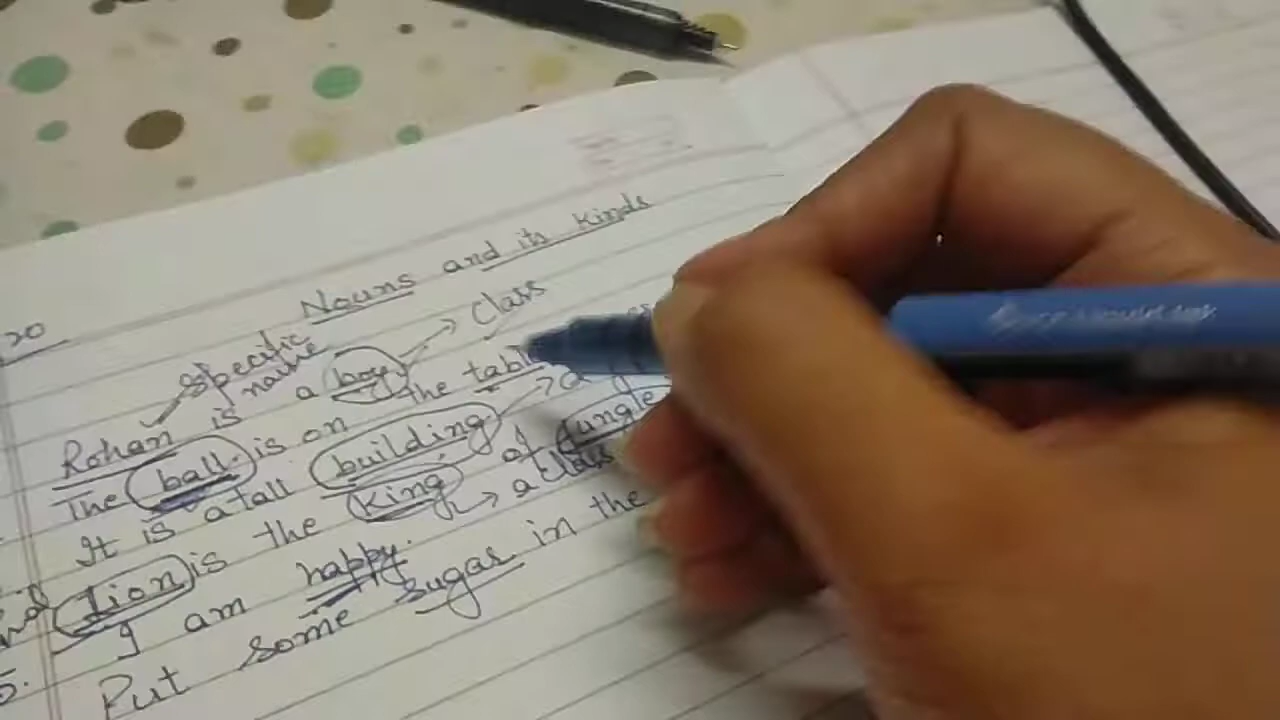 Nouns and its Kinds
20
Specific name
Class
Rohan is a boy
The ball is on the table
a
It is a tall building
Lion is the king of Jungle
a class
I am happy.
5.
Put some sugar in the